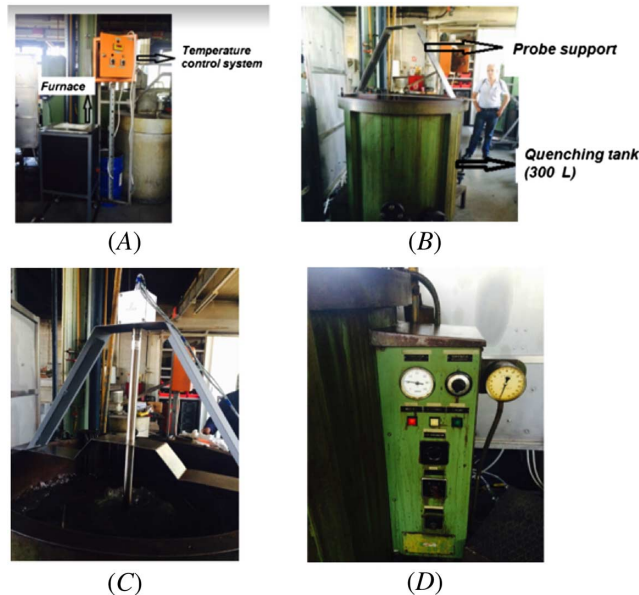 Temperature
control system
Furnace
(A)
Probe support
Quenching tank
(300 L)
(B)
(C)
(D)